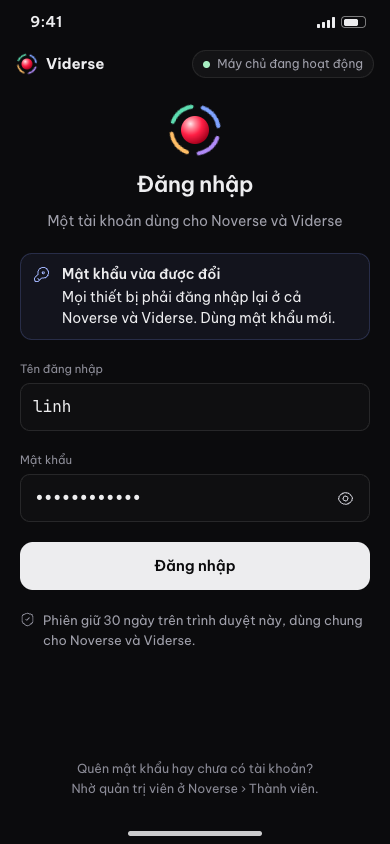 9:41
Viderse
Máy chủ đang hoạt động
Đăng nhập
Một tài khoản dùng cho Noverse và Viderse
Mật khẩu vừa được đổi
Mọi thiết bị phải đăng nhập lại ở cả
Noverse và Viderse. Dùng mật khẩu mới.
Tên đăng nhập
linh
Mật khẩu
••••••••••••
Đăng nhập
Phiên giữ 30 ngày trên trình duyệt này, dùng chung
cho Noverse và Viderse.
Quên mật khẩu hay chưa có tài khoản?
Nhờ quản trị viên ở Noverse › Thành viên.